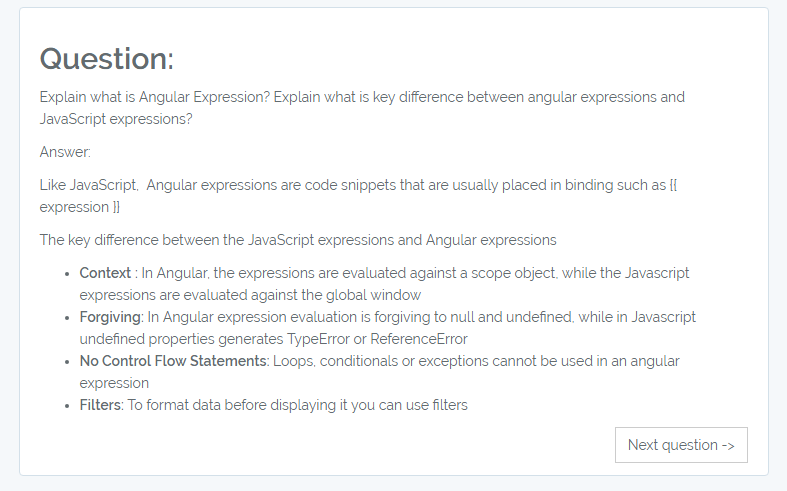 Question:
Explain what is Angular Expression? Explain what is key difference between angular expressions and
JavaScript expressions?
Answer:
Like JavaScript,  Angular expressions are code snippets that are usually placed in binding such as {{
expression }}
The key difference between the JavaScript expressions and Angular expressions
• Context : In Angular, the expressions are evaluated against a scope object, while the Javascript
expressions are evaluated against the global window
• Forgiving: In Angular expression evaluation is forgiving to null and undefined, while in Javascript
undefined properties generates TypeError or ReferenceError
• No Control Flow Statements: Loops, conditionals or exceptions cannot be used in an angular
expression
• Filters: To format data before displaying it you can use filters
Next question ->